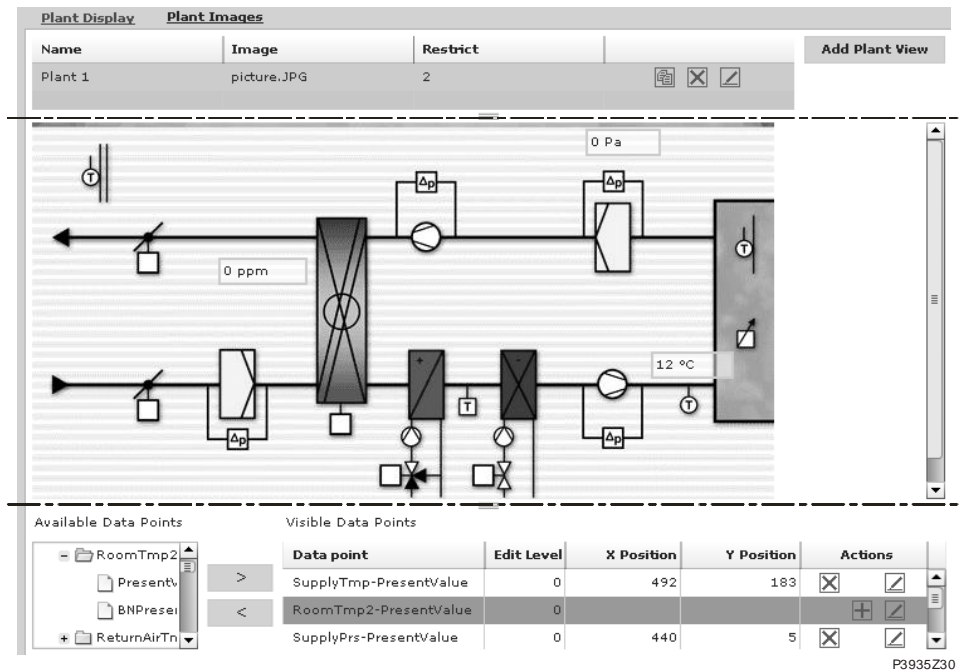 Plant Display Plant Images
Name Image Restrict Add Plant View
Plant 1 picture.JPG 2
0 Pa
T Δp Δp
T
0 ppm
+ - 12 °C
T T
Δp Δp
Available Data Points Visible Data Points
RoomTmp2 Data point Edit Level X Position Y Position Actions
PresentV > SupplyTmp-PresentValue 0 492 183
BNPresei < RoomTmp2-PresentValue 0
ReturnAirTn SupplyPrs-PresentValue 0 440 5
P3935Z30